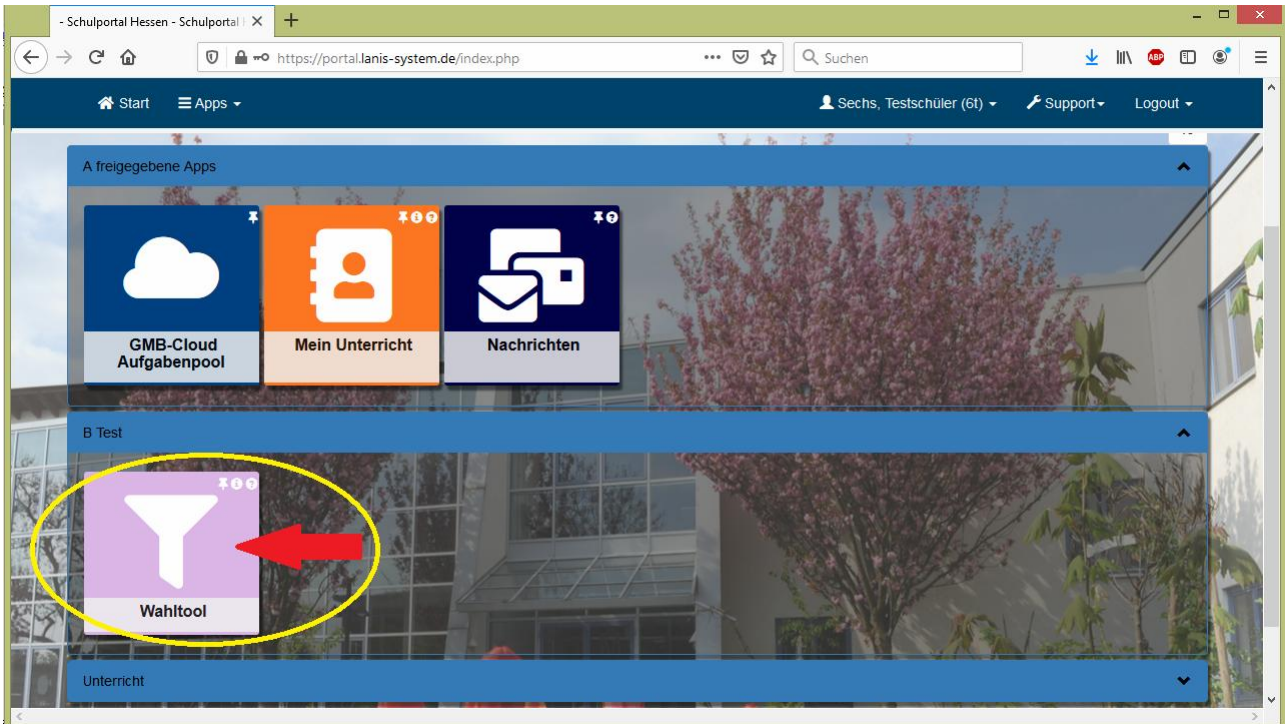 - Schulportal Hessen - Schulportal
https://portal.lanis-system.de/index.php
Suchen
ABP
Start
Apps
Sechs, Testschüler (6t)
Support
Logout
A freigegebene Apps
GMB-Cloud
Aufgabenpool
Mein Unterricht
Nachrichten
B Test
Wahltool
Unterricht